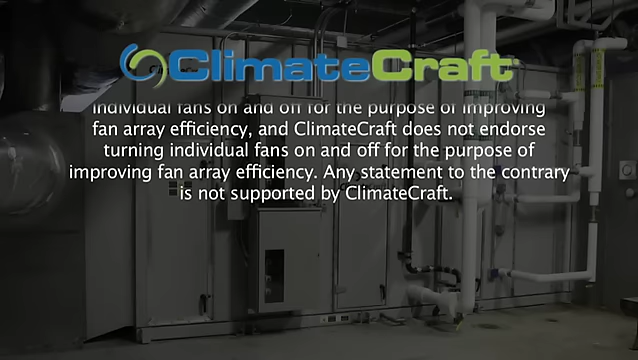 ClimateCraft
individual fans on and off for the purpose of improving
fan array efficiency, and ClimateCraft does not endorse
turning individual fans on and off for the purpose of
improving fan array efficiency. Any statement to the contrary
is not supported by ClimateCraft.